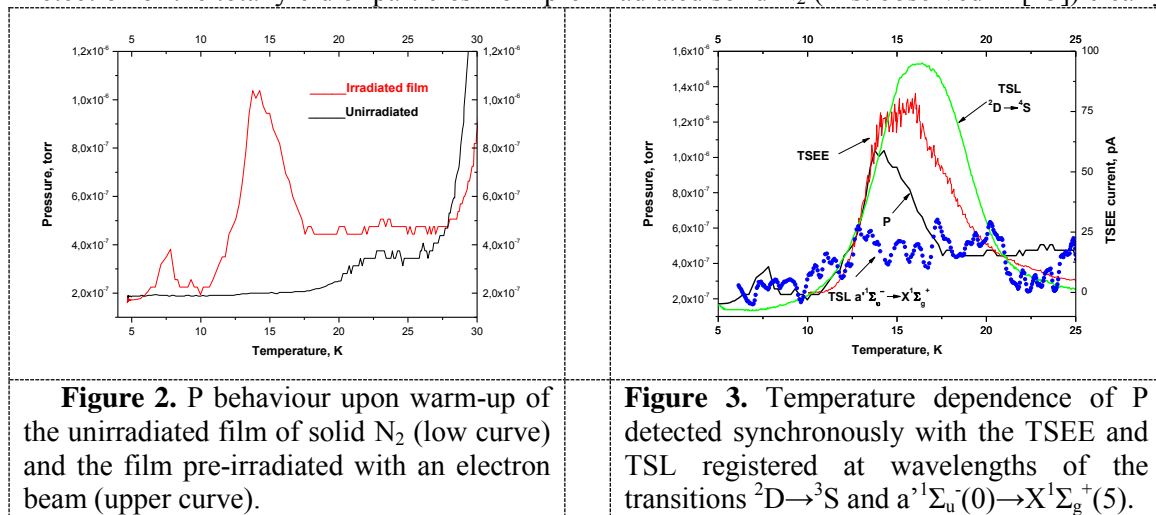 1,2x10⁻⁶
1,0x10⁻⁶
8,0x10⁻⁷
6,0x10⁻⁷
4,0x10⁻⁷
2,0x10⁻⁷
Pressure, torr
5 10 15 20 25 30
Irradiated film
Unirradiated
1,2x10⁻⁶
1,0x10⁻⁶
8,0x10⁻⁷
6,0x10⁻⁷
4,0x10⁻⁷
2,0x10⁻⁷
5 10 15 20 25 30
Temperature, K
1,6x10⁻⁶
1,4x10⁻⁶
1,2x10⁻⁶
1,0x10⁻⁶
8,0x10⁻⁷
6,0x10⁻⁷
4,0x10⁻⁷
2,0x10⁻⁷
Pressure, torr
TSL
²D→⁴S
TSEE
P
TSL a'¹Σᵤ⁻→X¹Σg⁺
100
75
50
25
0
TSEE current, pA
5 10 15 20 25
Temperature, K
Figure 2. P behaviour upon warm-up of
the unirradiated film of solid N₂ (low curve)
and the film pre-irradiated with an electron
beam (upper curve).
Figure 3. Temperature dependence of P
detected synchronously with the TSEE and
TSL registered at wavelengths of the
transitions ²D→³S and a'¹Σᵤ⁻(0)→X¹Σg⁺(5).